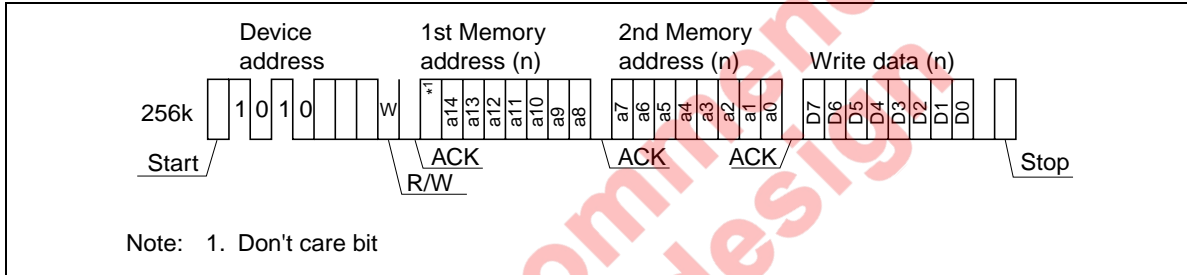 Device address
1st Memory address (n)
2nd Memory address (n)
Write data (n)
256k
1 0 1 0
W
*1 a14 a13 a12 a11 a10 a9 a8
a7 a6 a5 a4 a3 a2 a1 a0
D7 D6 D5 D4 D3 D2 D1 D0
Start
ACK
R/W
ACK
ACK
Stop
Note: 1. Don't care bit
ommen
design